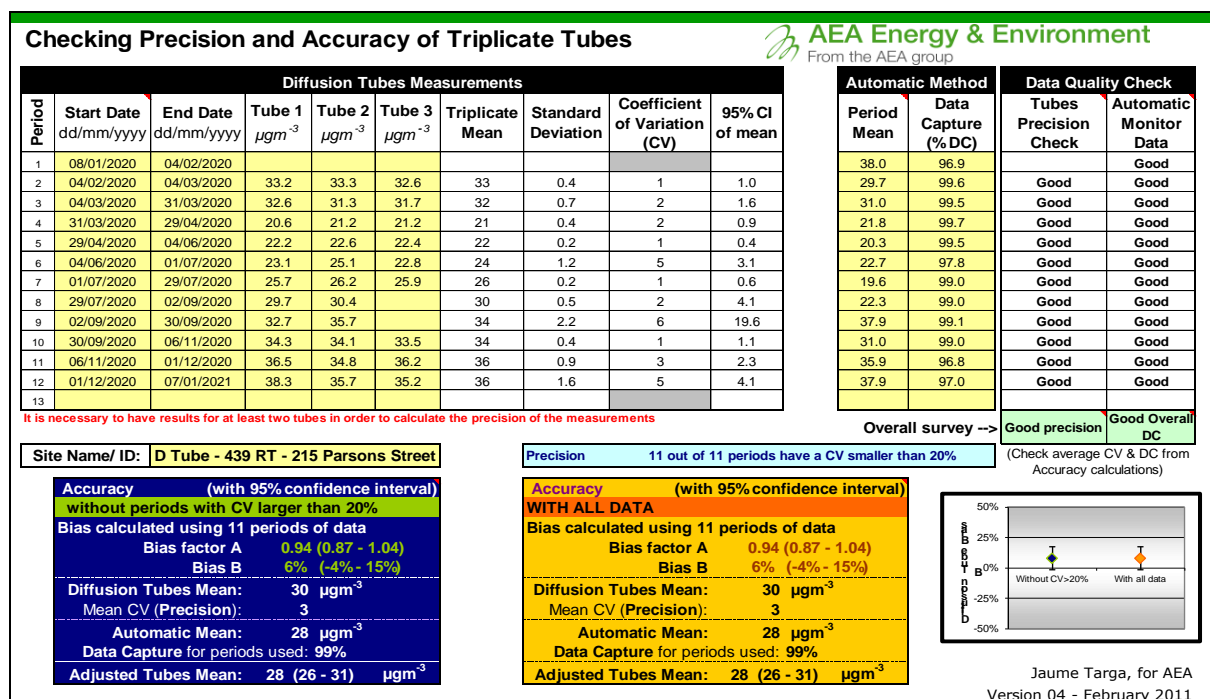 Checking Precision and Accuracy of Triplicate Tubes
AEA Energy & Environment
From the AEA group
Diffusion Tubes Measurements
Automatic Method
Data Quality Check
Period Start Date dd/mm/yyyy End Date dd/mm/yyyy Tube 1 µgm-3 Tube 2 µgm-3 Tube 3 µgm-3 Triplicate Mean Standard Deviation Coefficient of Variation (CV) 95% CI of mean Period Mean Data Capture (% DC) Tubes Precision Check Automatic Monitor Data
1 08/01/2020 04/02/2020 38.0 96.9 Good
2 04/02/2020 04/03/2020 33.2 33.3 32.6 33 0.4 1 1.0 29.7 99.6 Good Good
3 04/03/2020 31/03/2020 32.6 31.3 31.7 32 0.7 2 1.6 31.0 99.5 Good Good
4 31/03/2020 29/04/2020 20.6 21.2 21.2 21 0.4 2 0.9 21.8 99.7 Good Good
5 29/04/2020 04/06/2020 22.2 22.6 22.4 22 0.2 1 0.4 20.3 99.5 Good Good
6 04/06/2020 01/07/2020 23.1 25.1 22.8 24 1.2 5 3.1 22.7 97.8 Good Good
7 01/07/2020 29/07/2020 25.7 26.2 25.9 26 0.2 1 0.6 19.6 99.0 Good Good
8 29/07/2020 02/09/2020 29.7 30.4 30 0.5 2 4.1 22.3 99.0 Good Good
9 02/09/2020 30/09/2020 32.7 35.7 34 2.2 6 19.6 37.9 99.1 Good Good
10 30/09/2020 06/11/2020 34.3 34.1 33.5 34 0.4 1 1.1 31.0 99.0 Good Good
11 06/11/2020 01/12/2020 36.5 34.8 36.2 36 0.9 3 2.3 35.9 96.8 Good Good
12 01/12/2020 07/01/2021 38.3 35.7 35.2 36 1.6 5 4.1 37.9 97.0 Good Good
13
It is necessary to have results for at least two tubes in order to calculate the precision of the measurements
Overall survey --> Good precision Good Overall DC
Site Name/ ID: D Tube - 439 RT - 215 Parsons Street
Precision 11 out of 11 periods have a CV smaller than 20%
(Check average CV & DC from
Accuracy calculations)
Accuracy (with 95% confidence interval)
without periods with CV larger than 20%
Bias calculated using 11 periods of data
Bias factor A 0.94 (0.87 - 1.04)
Bias B 6% (-4% - 15%)
Diffusion Tubes Mean: 30 µgm-3
Mean CV (Precision): 3
Automatic Mean: 28 µgm-3
Data Capture for periods used: 99%
Adjusted Tubes Mean: 28 (26 - 31) µgm-3
Accuracy (with 95% confidence interval)
WITH ALL DATA
Bias calculated using 11 periods of data
Bias factor A 0.94 (0.87 - 1.04)
Bias B 6% (-4% - 15%)
Diffusion Tubes Mean: 30 µgm-3
Mean CV (Precision): 3
Automatic Mean: 28 µgm-3
Data Capture for periods used: 99%
Adjusted Tubes Mean: 28 (26 - 31) µgm-3
50%
25%
0%
-25%
-50%
Without CV>20% With all data
Jaume Targa, for AEA
Version 04 - February 2011